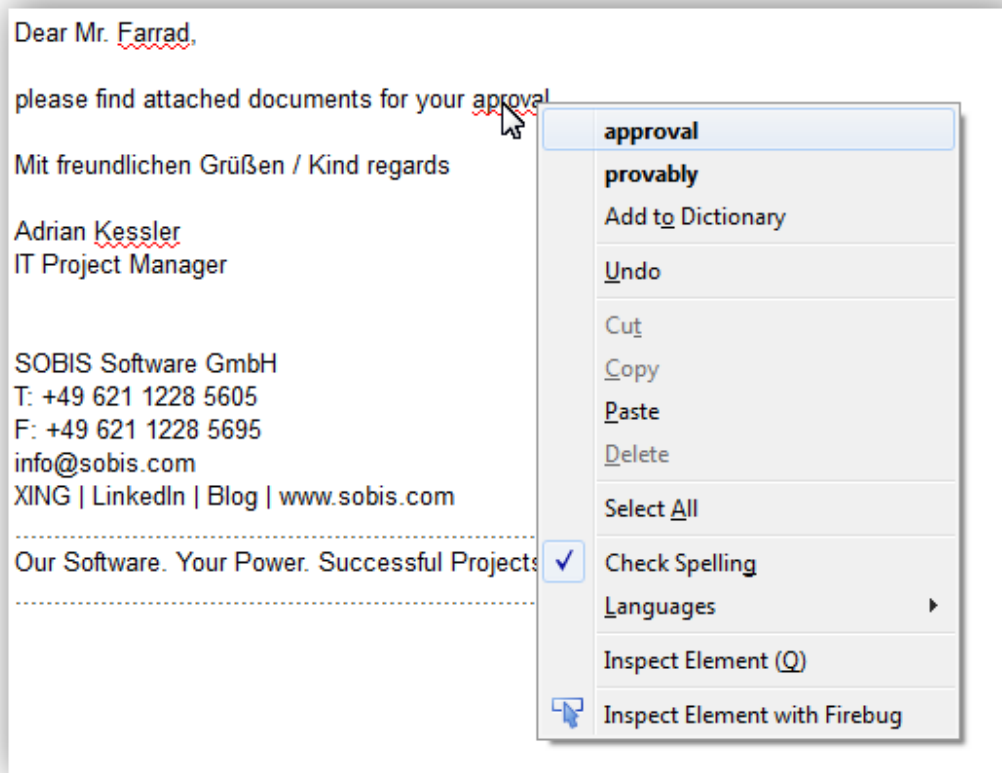 Dear Mr. Farrad,
please find attached documents for your aproval
Mit freundlichen Grüßen / Kind regards
Adrian Kessler
IT Project Manager
SOBIS Software GmbH
T: +49 621 1228 5605
F: +49 621 1228 5695
info@sobis.com
XING | LinkedIn | Blog | www.sobis.com
Our Software. Your Power. Successful Projects
approval
provably
Add to Dictionary
Undo
Cut
Copy
Paste
Delete
Select All
Check Spelling
Languages
Inspect Element (Q)
Inspect Element with Firebug